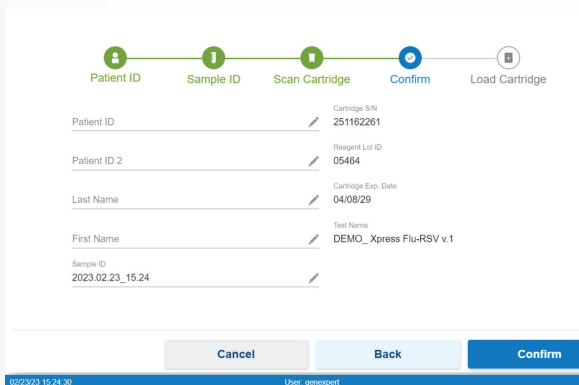 Patient ID
Sample ID
Scan Cartridge
Confirm
Load Cartridge
Patient ID
Patient ID 2
Last Name
First Name
Sample ID
2023.02.23_15.24
Cartridge S/N
251162261
Reagent Lot ID
05464
Cartridge Exp. Date
04/08/29
Test Name
DEMO_ Xpress Flu-RSV v.1
Cancel
Back
Confirm
02/23/23 15:24:30
User: genexpert